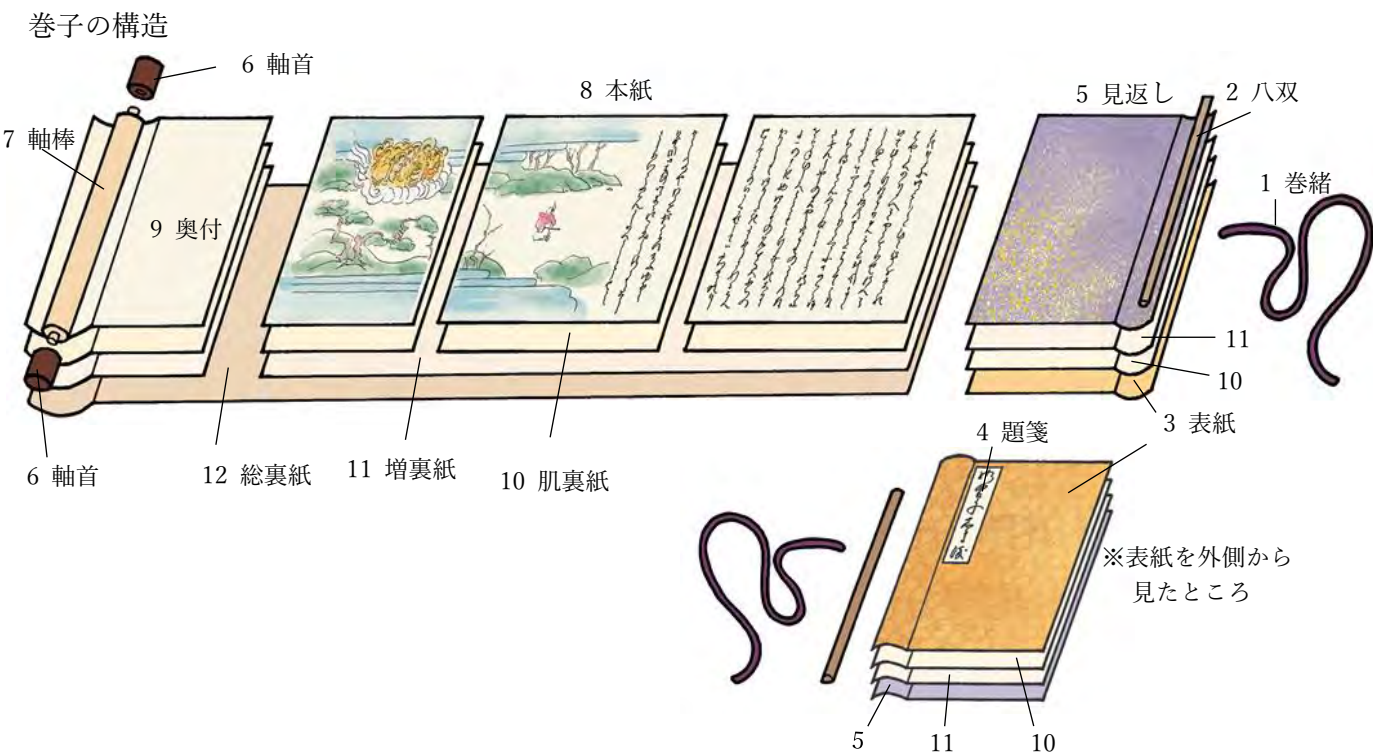 巻子の構造
6 軸首
8 本紙
5 見返し
2 八双
7 軸棒
1 巻緒
9 奥付
11
10
3 表紙
4 題箋
6 軸首
12 総裏紙
11 増裏紙
10 肌裏紙
※表紙を外側から
見たところ
5
11
10